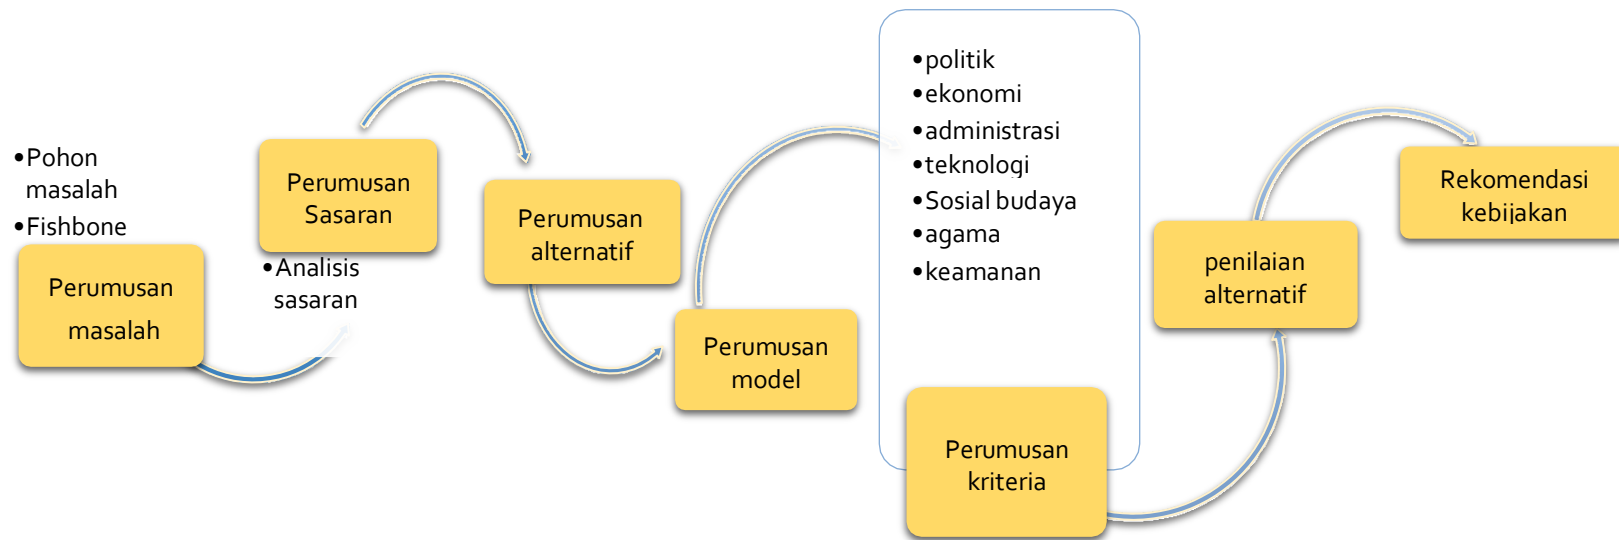 •Pohon
masalah
•Fishbone
Perumusan
masalah
Perumusan
Sasaran
•Analisis
sasaran
Perumusan
alternatif
Perumusan
model
•politik
•ekonomi
•administrasi
•teknologi
•Sosial budaya
•agama
•keamanan
Perumusan
kriteria
penilaian
alternatif
Rekomendasi
kebijakan